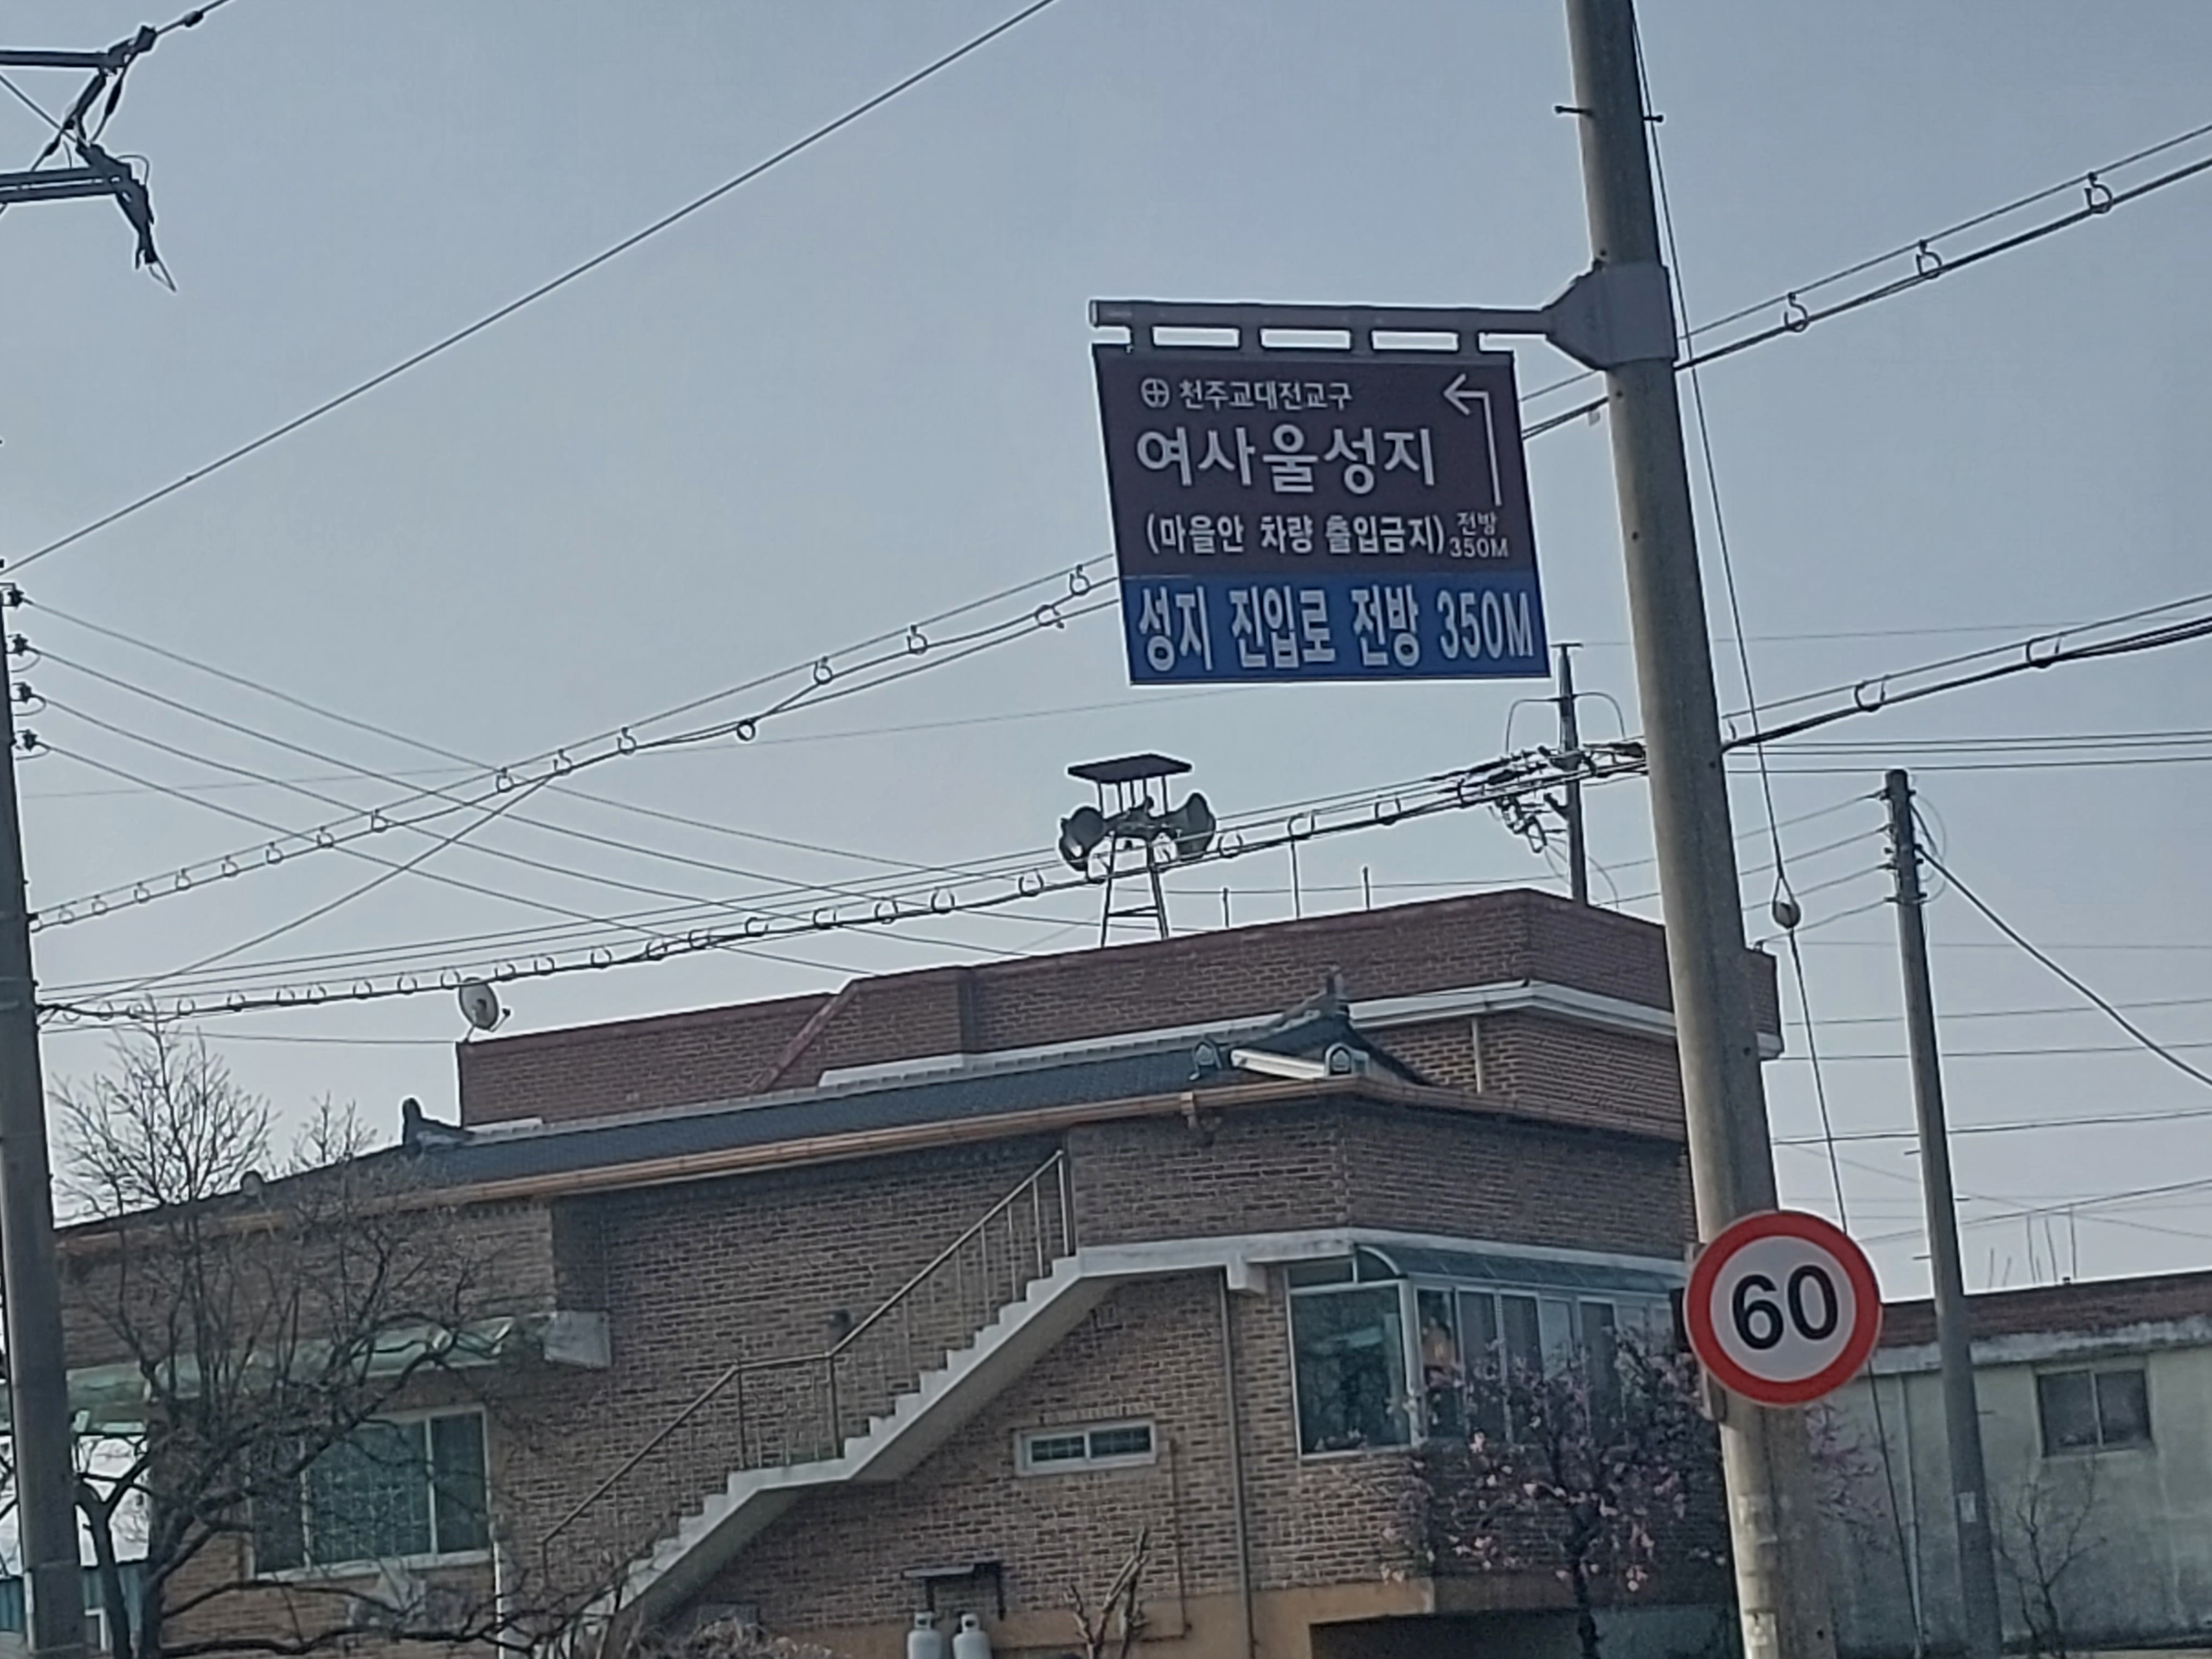 천주교대전교구
여사울성지
(마을안 차량 출입금지) 전방 350M
성지 진입로 전방 350M
60